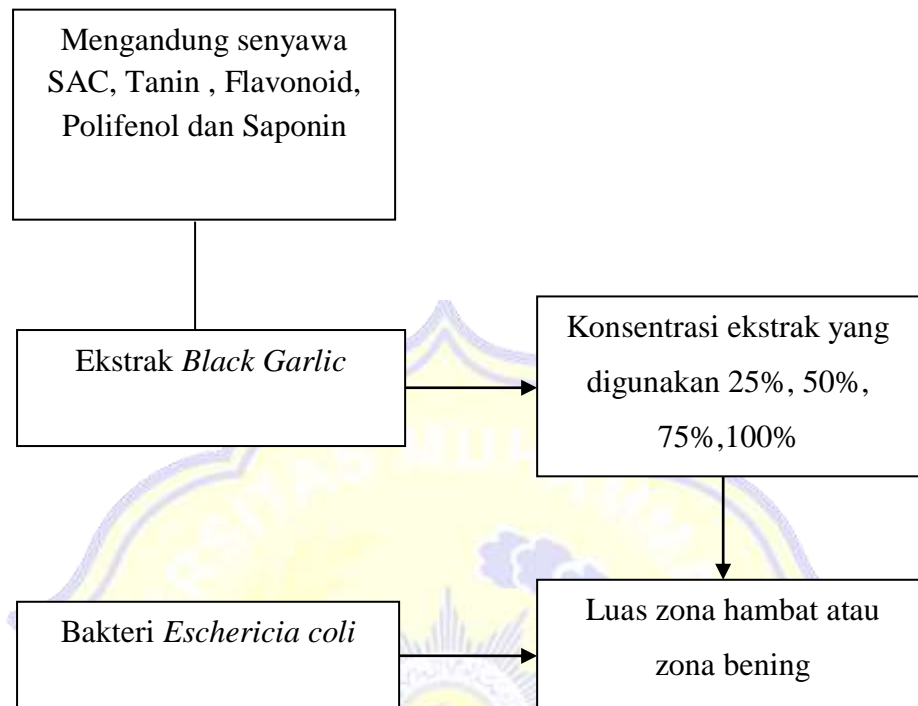 Mengandung senyawa
SAC, Tanin , Flavonoid,
Polifenol dan Saponin
Ekstrak Black Garlic
Konsentrasi ekstrak yang
digunakan 25%, 50%,
75%,100%
Bakteri Eschericia coli
Luas zona hambat atau
zona bening